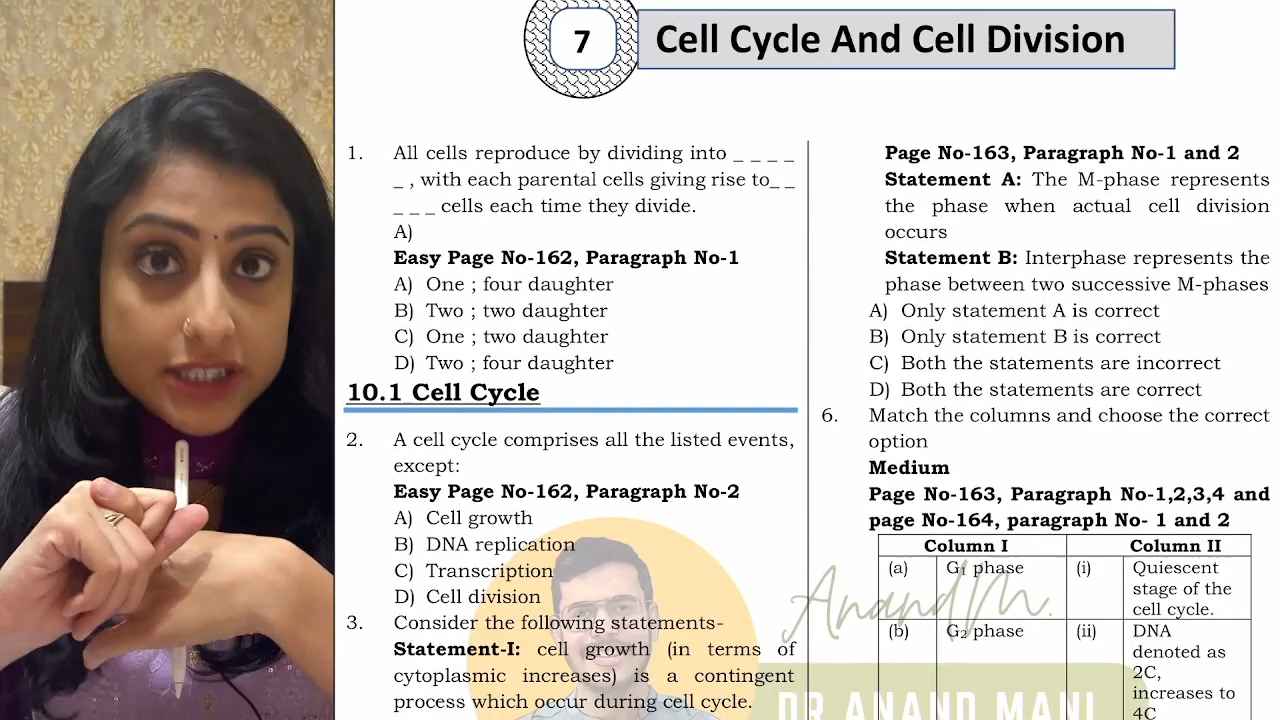 7
Cell Cycle And Cell Division
1. All cells reproduce by dividing into _ _ _ _
_ , with each parental cells giving rise to_ _
_ _ _ cells each time they divide.
A)
Easy Page No-162, Paragraph No-1
A) One ; four daughter
B) Two ; two daughter
C) One ; two daughter
D) Two ; four daughter
10.1 Cell Cycle
2. A cell cycle comprises all the listed events,
except:
Easy Page No-162, Paragraph No-2
A) Cell growth
B) DNA replication
C) Transcription
D) Cell division
3. Consider the following statements-
Statement-I: cell growth (in terms of
cytoplasmic increases) is a contingent
process which occur during cell cycle.
Page No-163, Paragraph No-1 and 2
Statement A: The M-phase represents
the phase when actual cell division
occurs
Statement B: Interphase represents the
phase between two successive M-phases
A) Only statement A is correct
B) Only statement B is correct
C) Both the statements are incorrect
D) Both the statements are correct
6. Match the columns and choose the correct
option
Medium
Page No-163, Paragraph No-1,2,3,4 and
page No-164, paragraph No- 1 and 2
Column I Column II
(a) G₁ phase (i) Quiescent
stage of the
cell cycle.
(b) G₂ phase (ii) DNA
denoted as
2C,
increases to
4C
Anand M.
DR ANAND MANI